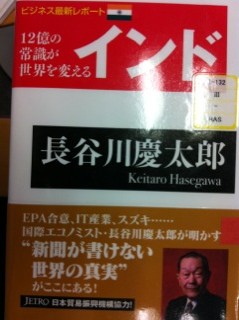 ビジネス最新レポート
12億の
常識が
世界を変える
インド
132
HAS
長谷川慶太郎
Keitaro Hasegawa
EPA合意、IT産業、スズキ……
国際エコノミスト・長谷川慶太郎が明かす
“新聞が書けない
世界の真実”
がここにある!
JETRO 日本貿易振興機構協力!